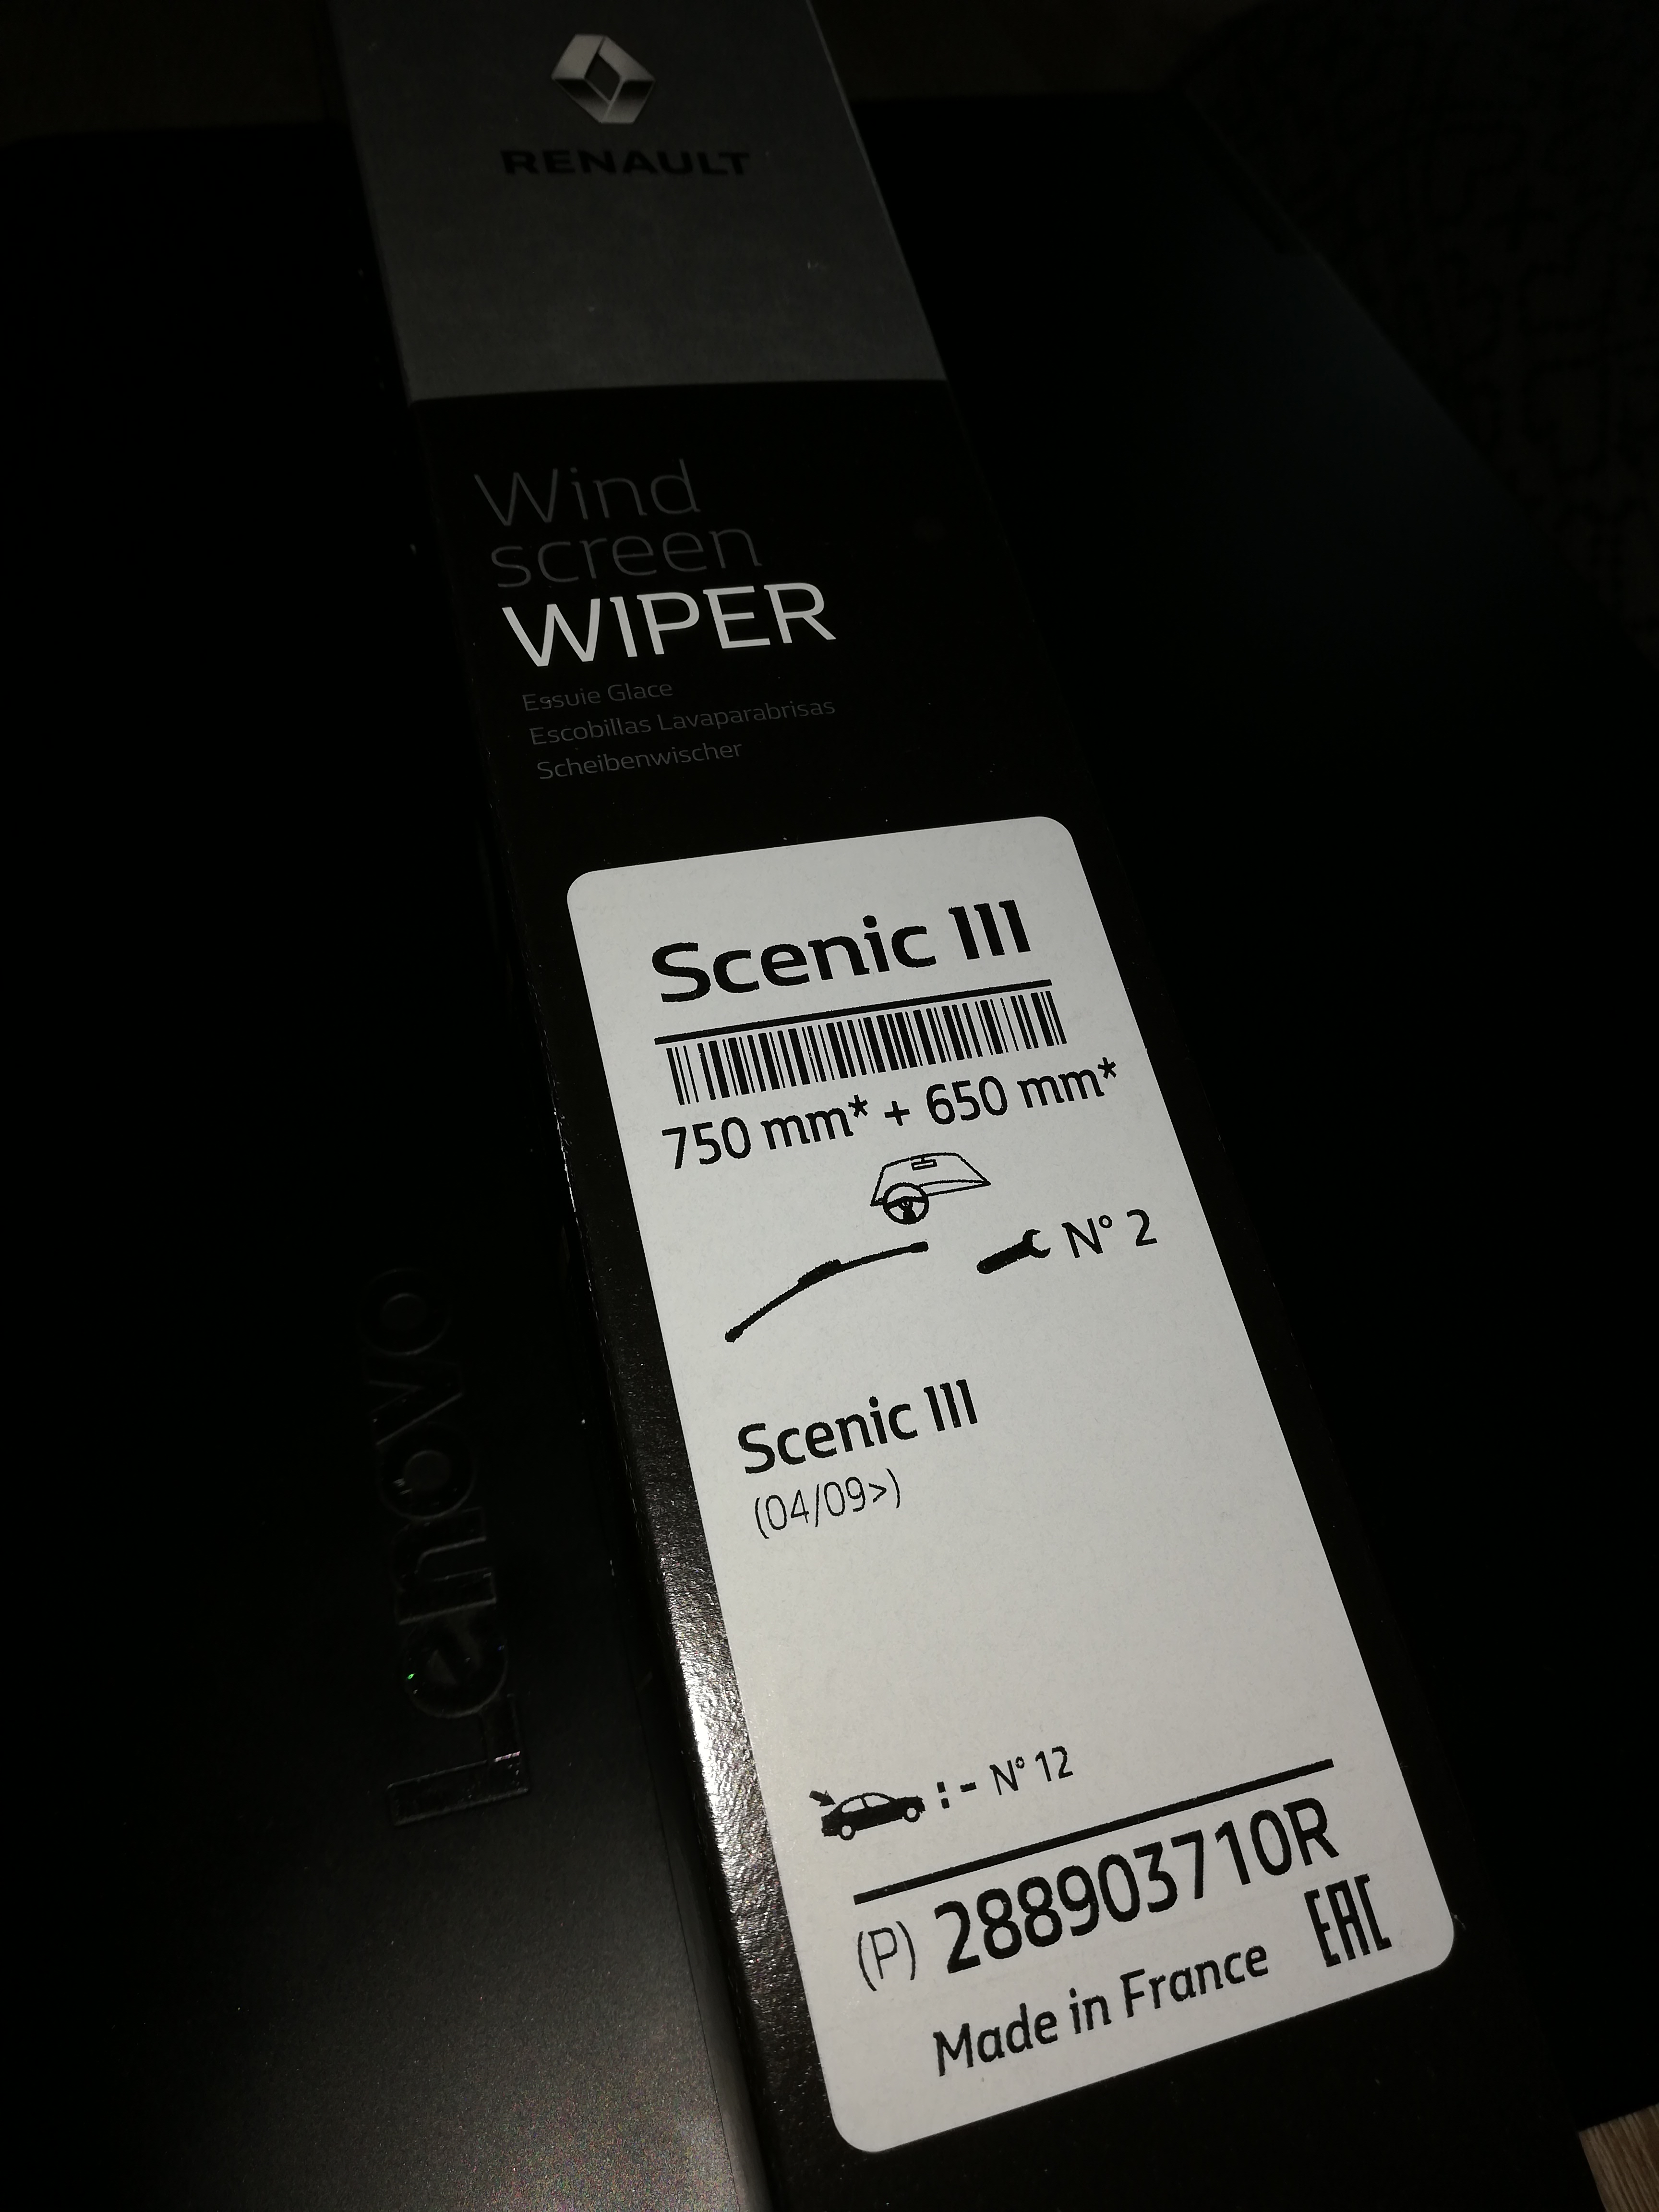 RENAULT
Wind
screen
WIPER
Essuie Glace
Escobillas Lavaparabrisas
Scheibenwischer
Scenic III
750 mm* + 650 mm*
N° 2
Scenic III
(04/09>)
: - N° 12
(P) 288903710R
Made in France EAC
Lenovo